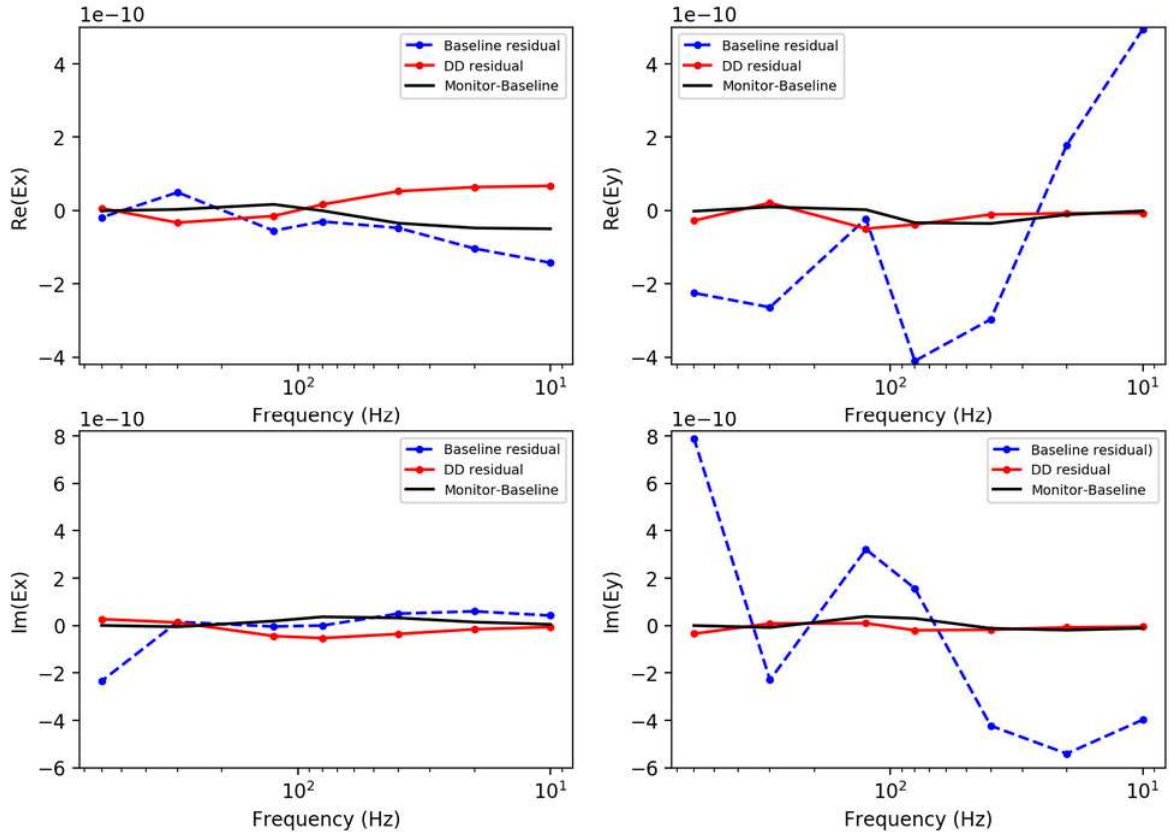 1e−10
Re(Ex)
4
2
0
−2
−4
Baseline residual
DD residual
Monitor-Baseline
10²
10¹
Frequency (Hz)
Re(Ey)
4
2
0
−2
−4
Baseline residual
DD residual
Monitor-Baseline
10²
10¹
Frequency (Hz)
1e−10
Im(Ex)
8
6
4
2
0
−2
−4
−6
Baseline residual
DD residual
Monitor-Baseline
10²
10¹
Frequency (Hz)
1e−10
Im(Ey)
8
6
4
2
0
−2
−4
−6
Baseline residual)
DD residual
Monitor-Baseline
10²
10¹
Frequency (Hz)